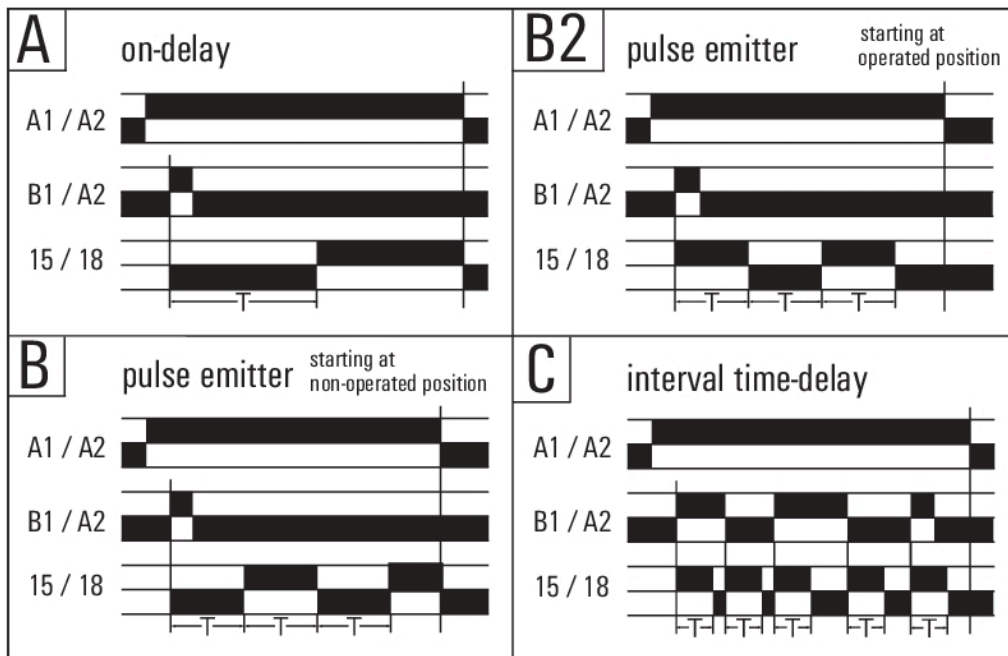 A
on-delay
A1 / A2
B1 / A2
15 / 18
T
B2
pulse emitter
starting at
operated position
A1 / A2
B1 / A2
15 / 18
T T T
B
pulse emitter
starting at
non-operated position
A1 / A2
B1 / A2
15 / 18
T T T
C
interval time-delay
A1 / A2
B1 / A2
15 / 18
T T T T T